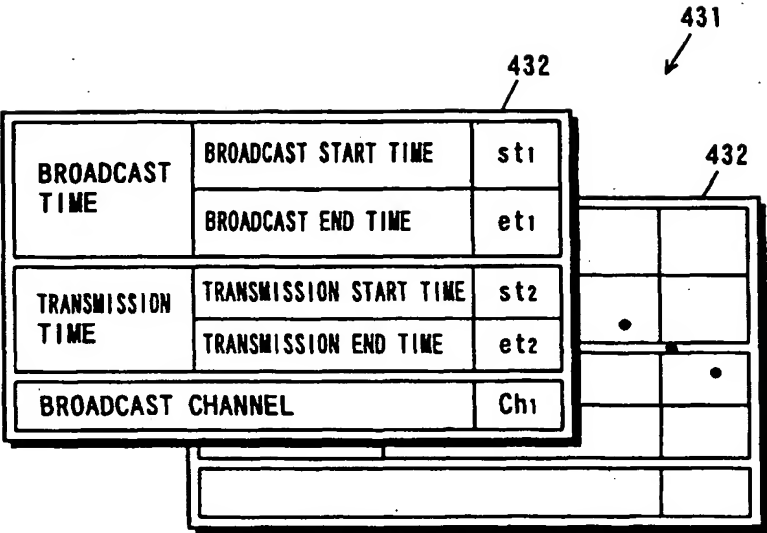 431
432
432
BROADCAST TIME
BROADCAST START TIME st1
BROADCAST END TIME et1
TRANSMISSION TIME
TRANSMISSION START TIME st2
TRANSMISSION END TIME et2
BROADCAST CHANNEL Ch1